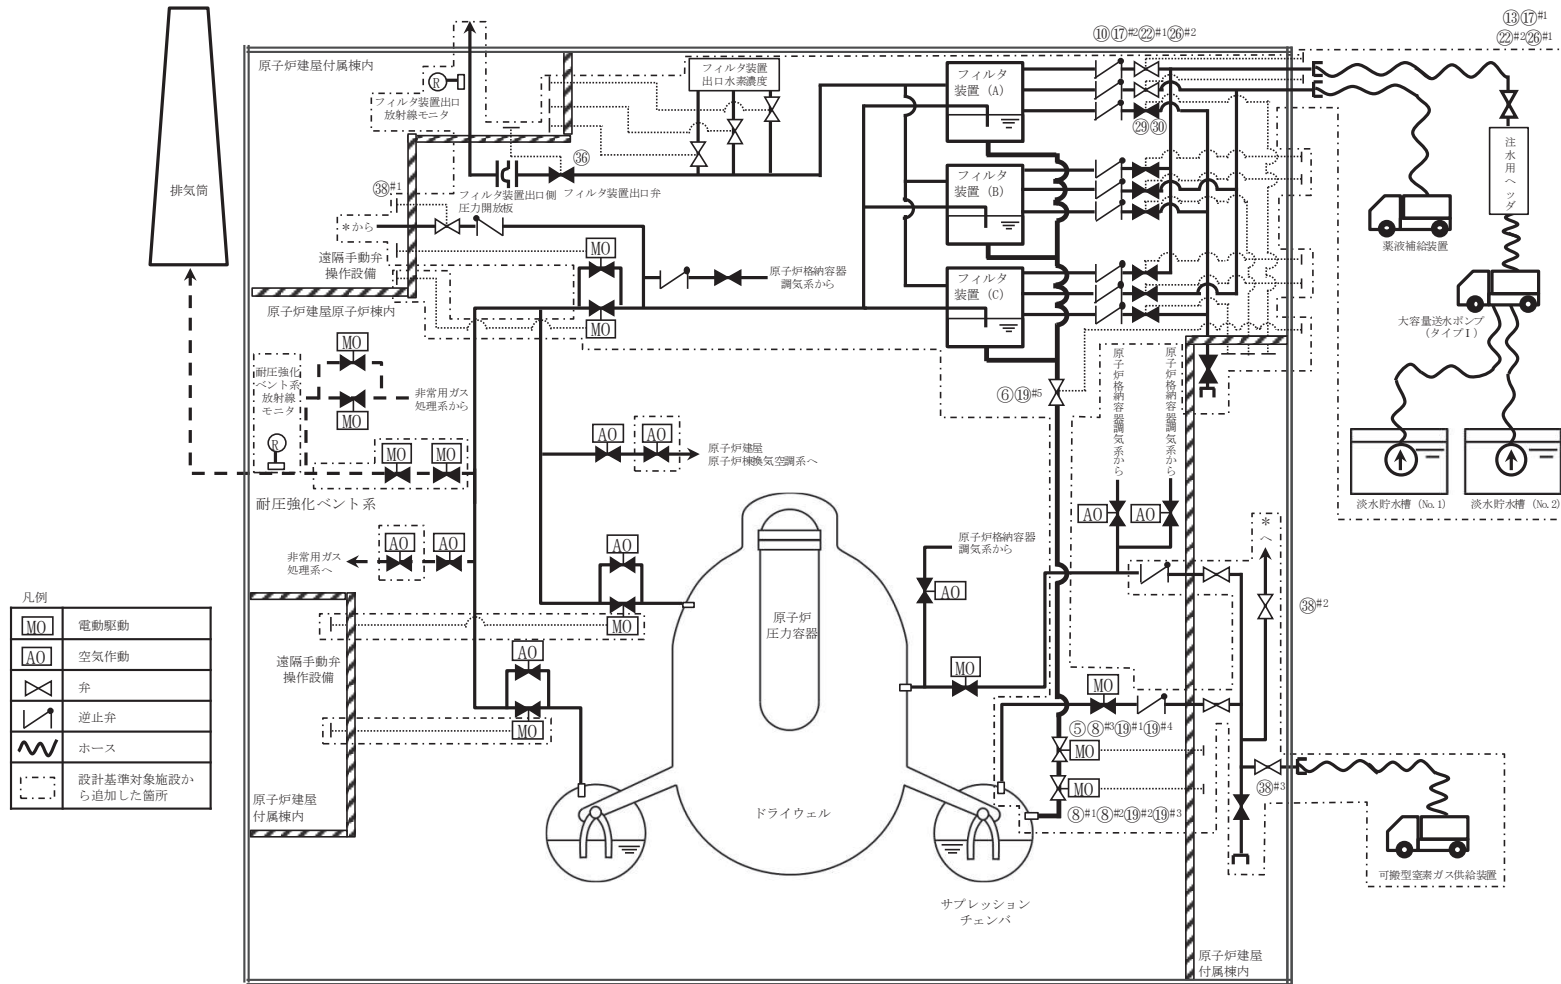 ⑩⑰#2㉒#1㉖#2
⑬⑰#1
㉒#2㉖#1
原子炉建屋付属棟内
R
フィルタ装置出口
放射線モニタ
フィルタ装置
出口水素濃度
フィルタ
装置 (A)
㉙㉚
注水用ヘッダ
排気筒
㊳#1
㊱
フィルタ装置出口側
圧力開放板
フィルタ装置出口弁
フィルタ
装置 (B)
薬液補給装置
*から
遠隔手動弁
操作設備
MO
MO
原子炉格納容器
調気系から
フィルタ
装置 (C)
大容量送水ポンプ
(タイプⅠ)
原子炉建屋原子炉棟内
MO
MO
耐圧強化
ベント系
放射線
モニタ
R
非常用ガス
処理系から
⑥⑲#5
原子炉格納容器調気系から
原子炉格納容器調気系から
MO
MO
AO
AO
原子炉建屋
原子炉棟換気空調系へ
耐圧強化ベント系
淡水貯水槽 (No.1)
淡水貯水槽 (No.2)
AO
AO
AO
AO
非常用ガス
処理系へ
AO
MO
原子炉格納容器
調気系から
AO
*へ
㊳#2
原子炉
圧力容器
凡例
MO
電動駆動
AO
空気作動
弁
逆止弁
ホース
設計基準対象施設か
ら追加した箇所
遠隔手動弁
操作設備
AO
MO
MO
MO
⑤⑧#3⑲#1⑲#4
MO
MO
⑧#1⑧#2⑲#2⑲#3
㊳#3
原子炉建屋
付属棟内
ドライウェル
可搬型窒素ガス供給装置
サプレッション
チェンバ
原子炉建屋
付属棟内